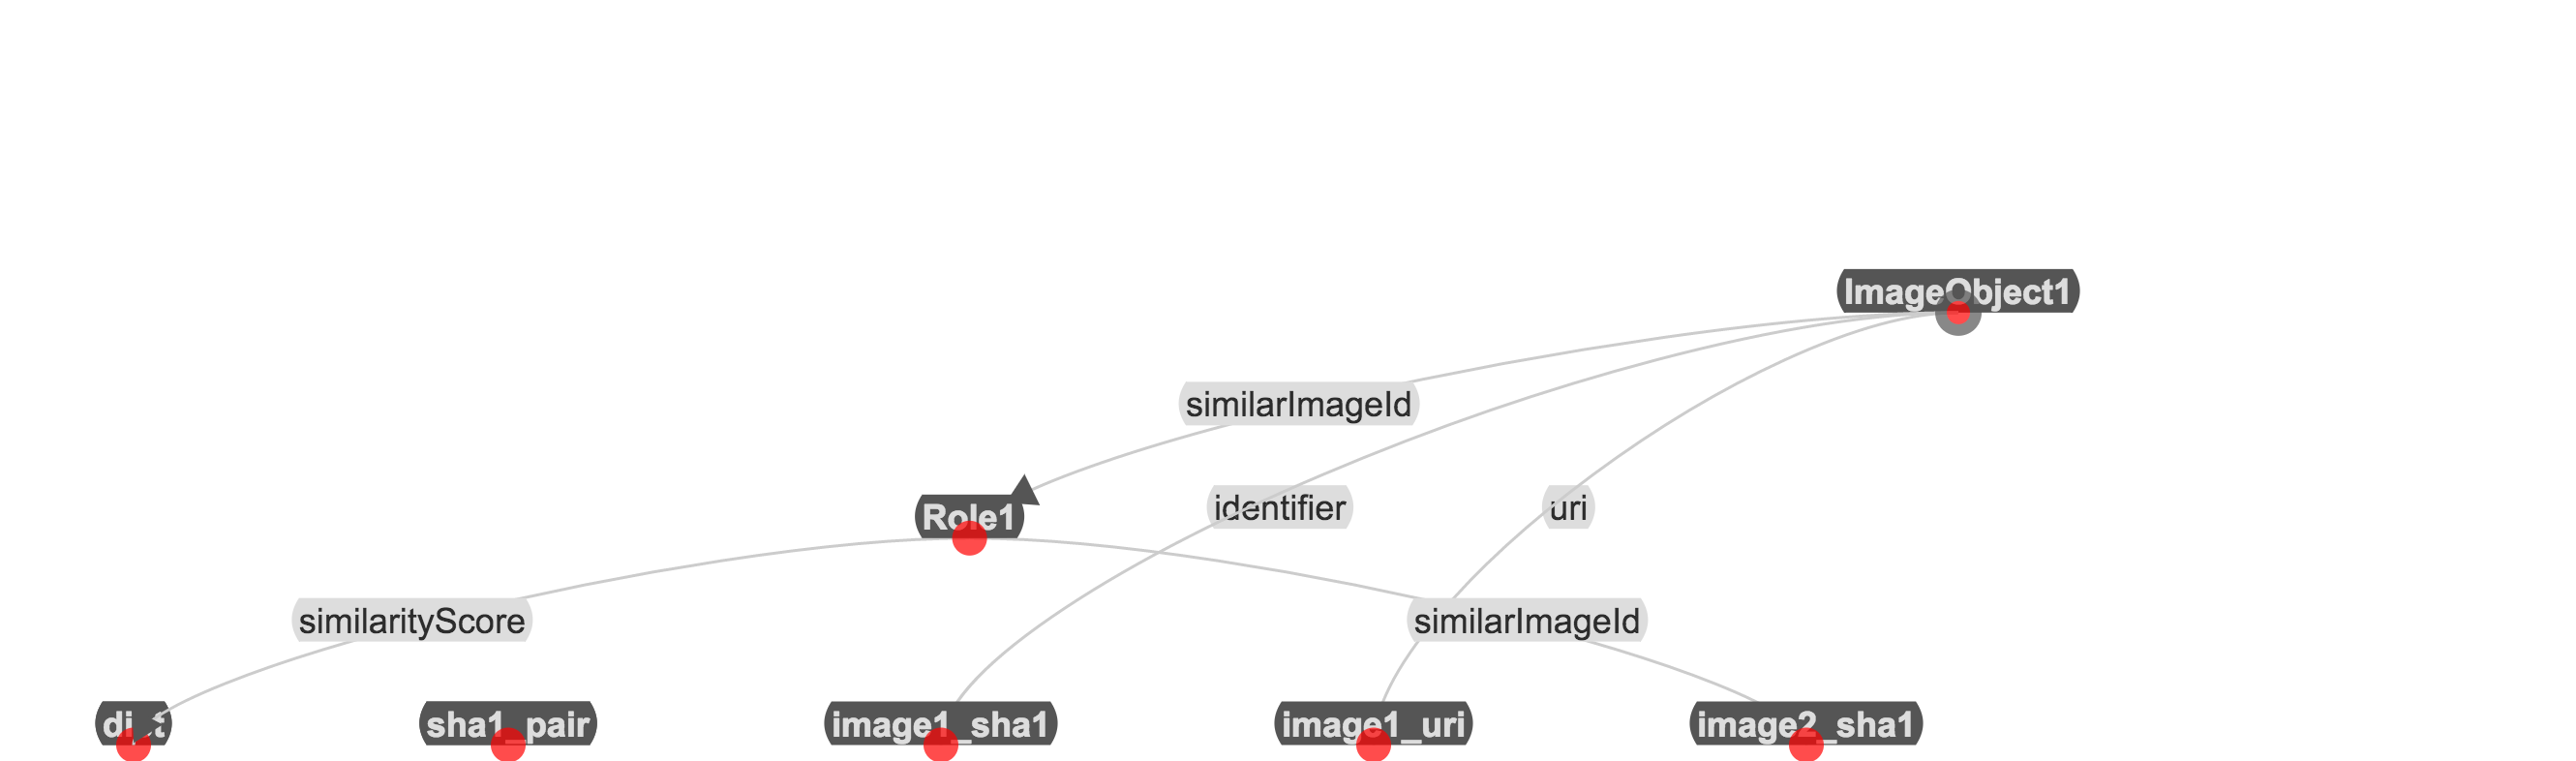 ImageObject1
similarImageId
identifier
uri
Role1
similarityScore
similarImageId
sha1_pair
image1_sha1
image1_uri
image2_sha1